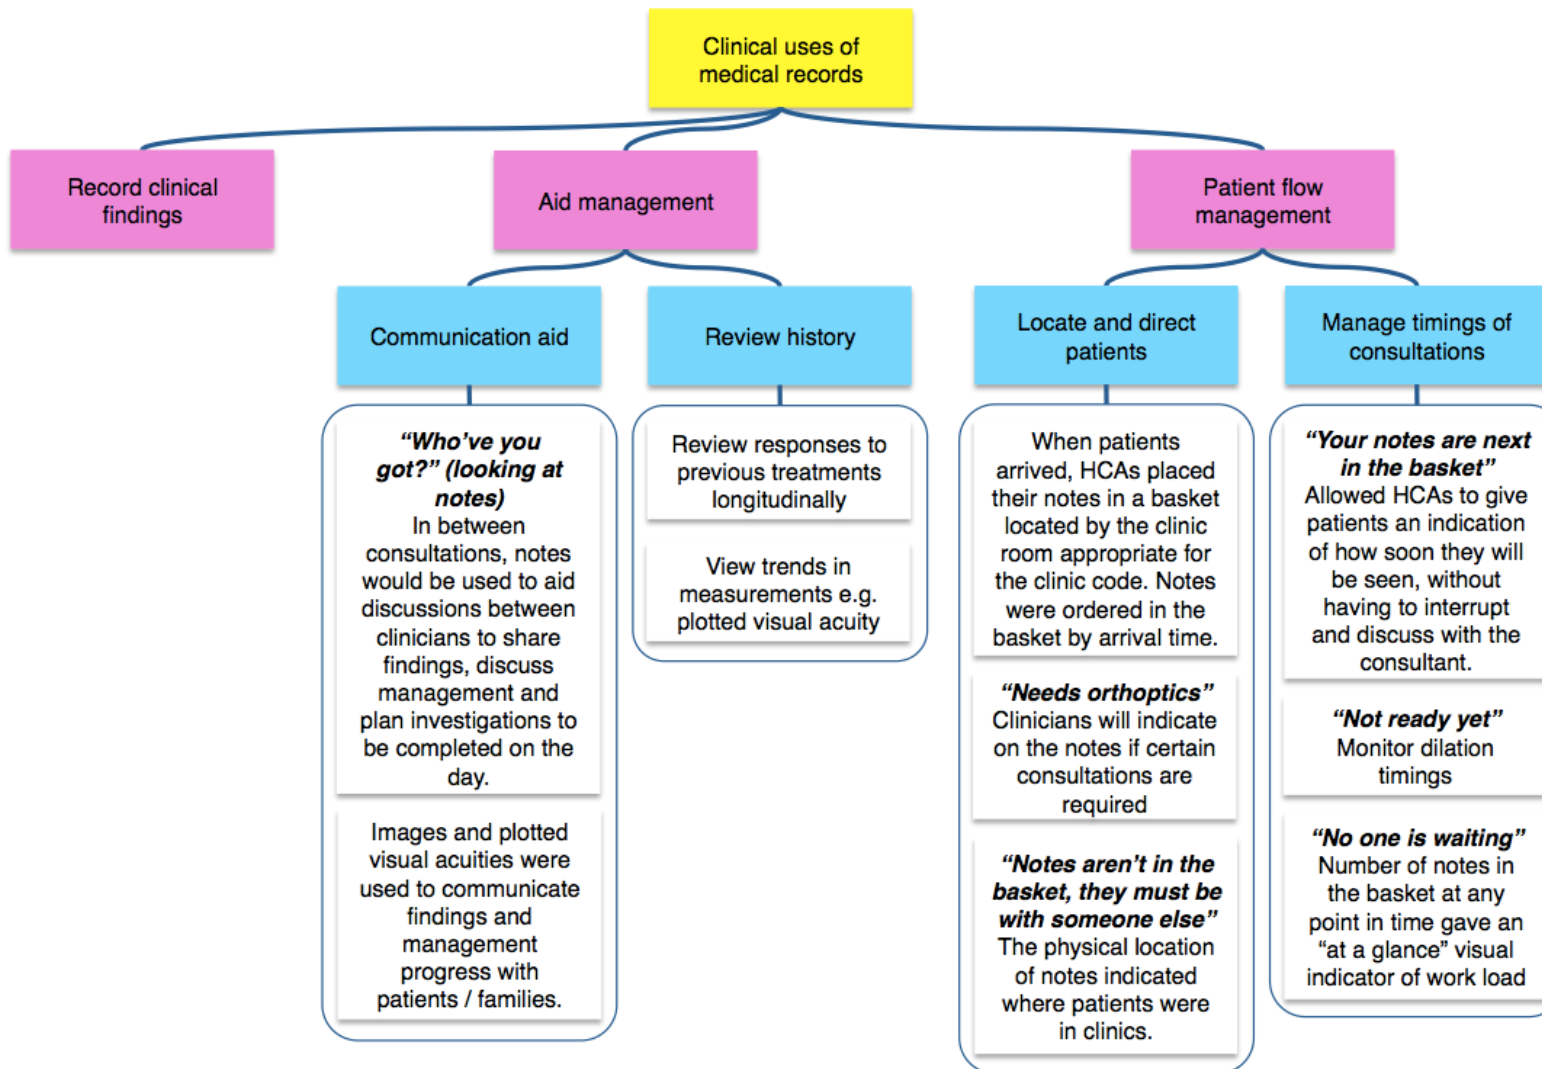 Clinical uses of
medical records
Record clinical
findings
Aid management
Patient flow
management
Communication aid
Review history
Locate and direct
patients
Manage timings of
consultations
“Who’ve you
got?” (looking at
notes)
In between
consultations, notes
would be used to aid
discussions between
clinicians to share
findings, discuss
management and
plan investigations to
be completed on the
day.
Images and plotted
visual acuities were
used to communicate
findings and
management
progress with
patients / families.
Review responses to
previous treatments
longitudinally
View trends in
measurements e.g.
plotted visual acuity
When patients
arrived, HCAs placed
their notes in a basket
located by the clinic
room appropriate for
the clinic code. Notes
were ordered in the
basket by arrival time.
“Needs orthoptics”
Clinicians will indicate
on the notes if certain
consultations are
required
“Notes aren’t in the
basket, they must be
with someone else”
The physical location
of notes indicated
where patients were
in clinics.
“Your notes are next
in the basket”
Allowed HCAs to give
patients an indication
of how soon they will
be seen, without
having to interrupt
and discuss with the
consultant.
“Not ready yet”
Monitor dilation
timings
“No one is waiting”
Number of notes in
the basket at any
point in time gave an
“at a glance” visual
indicator of work load